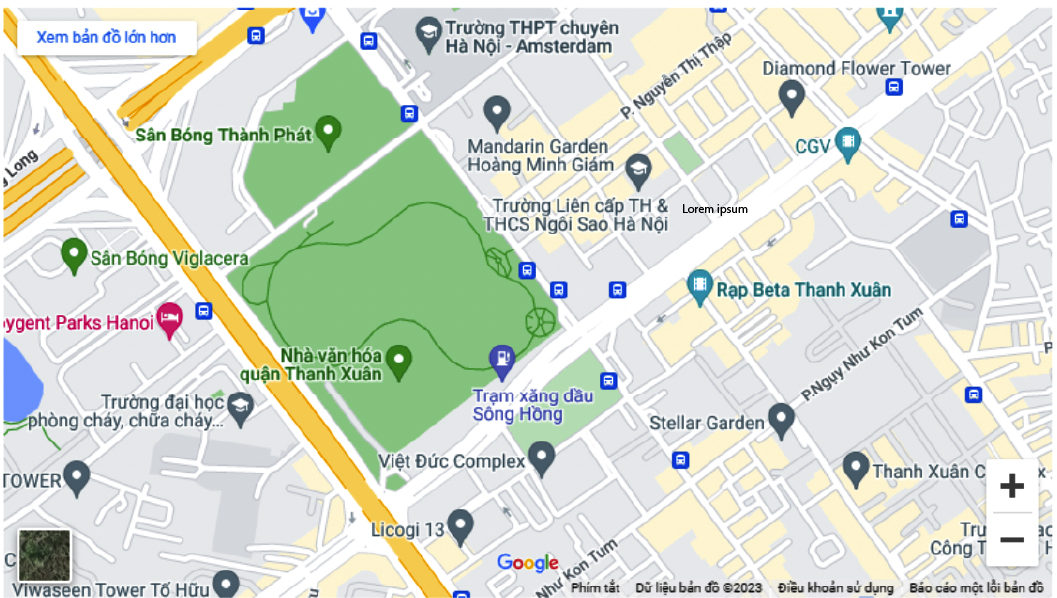 Xem bản đồ lớn hơn
Trường THPT chuyên
Hà Nội - Amsterdam
P. Nguyễn Thị Thập
Diamond Flower Tower
Sân Bóng Thành Phát
Mandarin Garden
Hoàng Minh Giám
CGV
g Long
Trường Liên cấp TH &
THCS Ngôi Sao Hà Nội
Lorem ipsum
Sân Bóng Viglacera
Rạp Beta Thanh Xuân
oygent Parks Hanoi
P.Ngụy Như Kon Tum
Nhà văn hóa
quận Thanh Xuân
Trạm xăng dầu
Sông Hồng
Trường đại học
phòng cháy, chữa cháy...
Stellar Garden
Việt Đức Complex
TOWER
Thanh Xuân C
x
Licogi 13
Trư
Công T
H
C
Google
Như Kon Tum
Viwaseen Tower Tố Hữu
Phím tắt
Dữ liệu bản đồ ©2023
Điều khoản sử dụng
Báo cáo một lỗi bản đồ